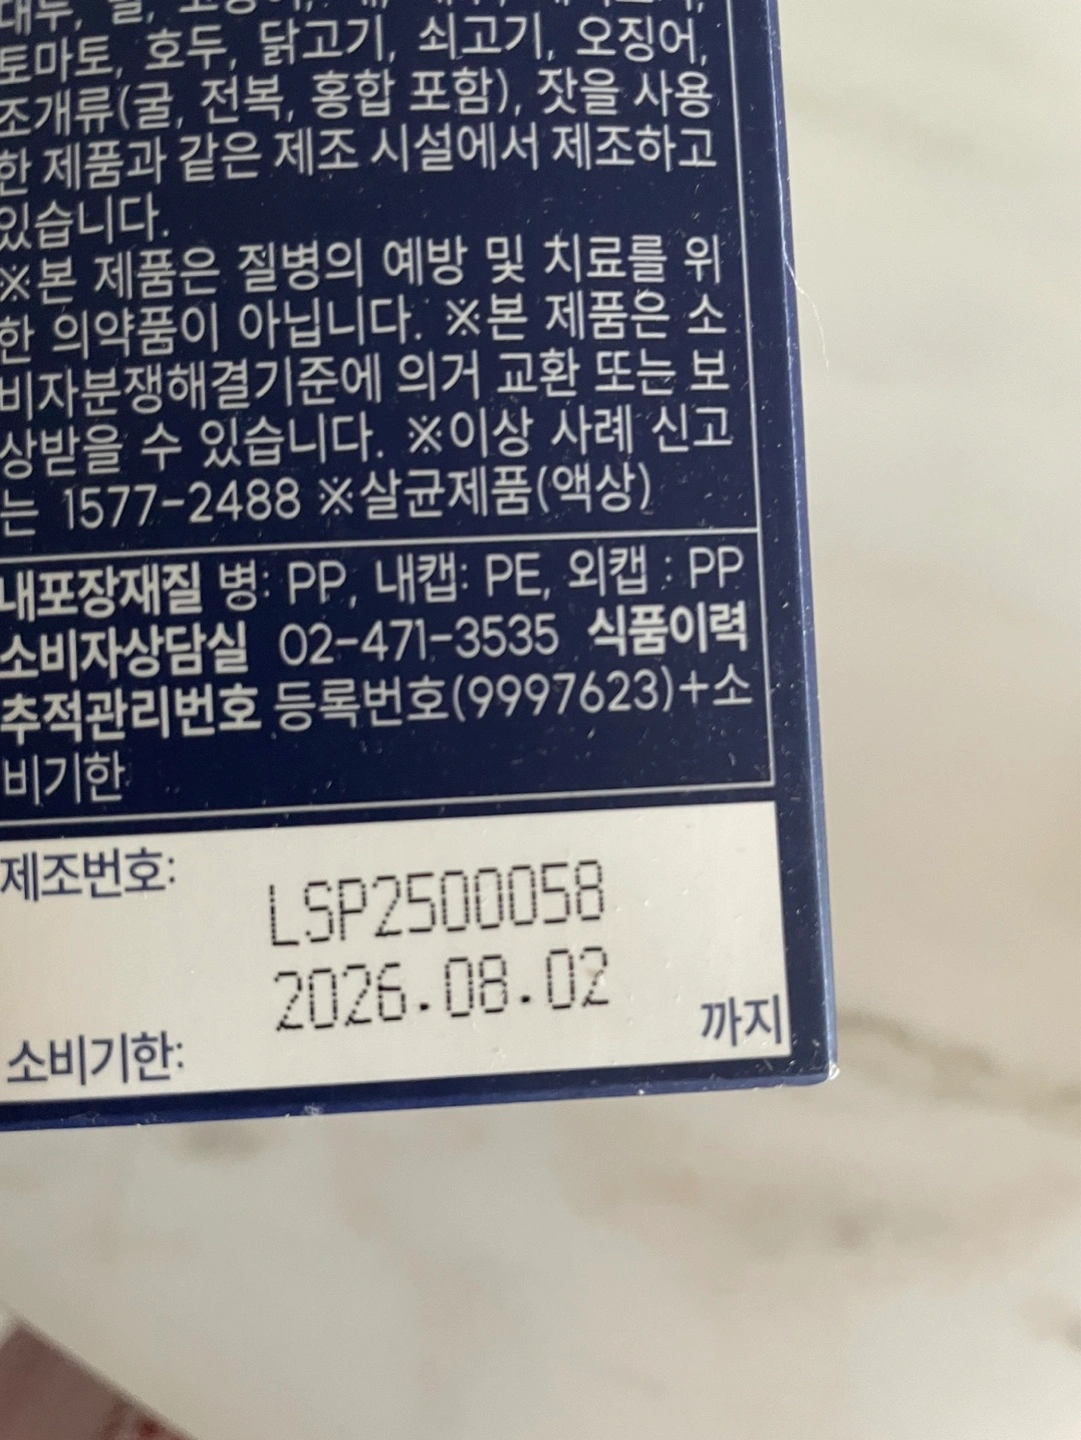 대두, 밀, 고등어,
토마토, 호두, 닭고기, 쇠고기, 오징어,
조개류(굴, 전복, 홍합 포함), 잣을 사용
한 제품과 같은 제조 시설에서 제조하고
있습니다.
※본 제품은 질병의 예방 및 치료를 위
한 의약품이 아닙니다. ※본 제품은 소
비자분쟁해결기준에 의거 교환 또는 보
상받을 수 있습니다. ※이상 사례 신고
는 1577-2488 ※살균제품(액상)
내포장재질 병: PP, 내캡: PE, 외캡 : PP
소비자상담실 02-471-3535 식품이력
추적관리번호 등록번호(9997623)+소
비기한
제조번호:
LSP2500058
2026.08.02
소비기한:
까지